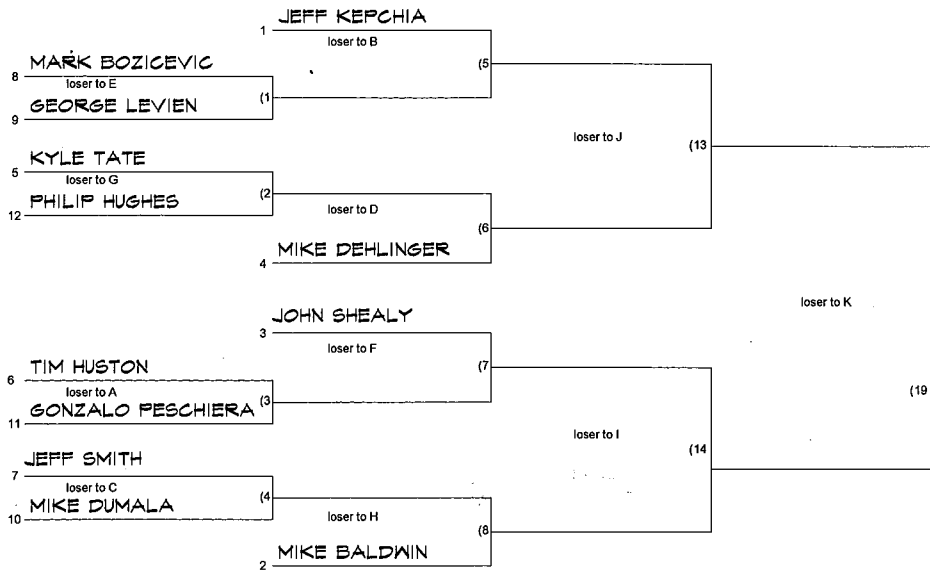 JEFF KEPCHIA
1
loser to B
MARK BOZICEVIC
8
loser to E
(1
(5
GEORGE LEVIEN
9
loser to J
(13
KYLE TATE
5
loser to G
(2
PHILIP HUGHES
12
loser to D
(6
MIKE DEHLINGER
4
loser to K
(19
JOHN SHEALY
3
loser to F
(7
TIM HUSTON
6
loser to A
(3
GONZALO PESCHIERA
11
loser to I
(14
JEFF SMITH
7
loser to C
(4
MIKE DUMALA
10
loser to H
(8
MIKE BALDWIN
2